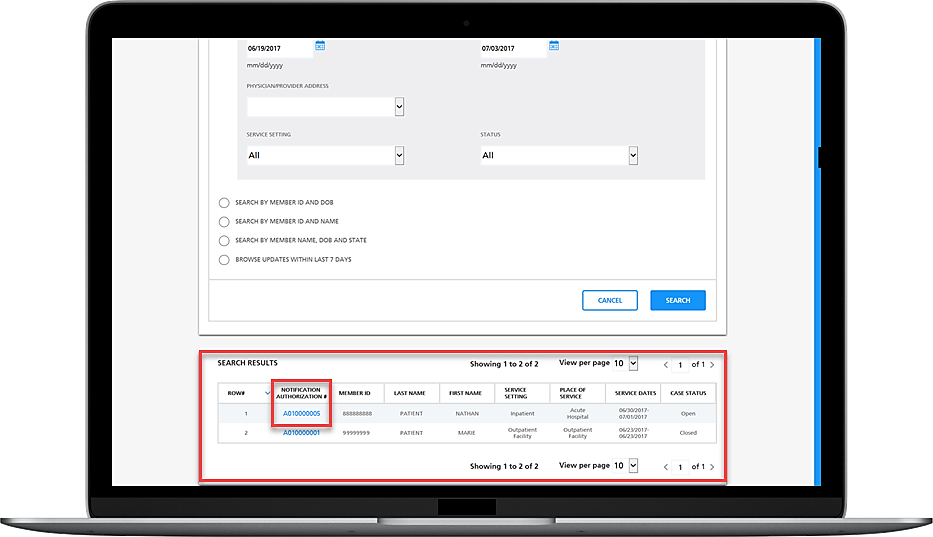 06/19/2017 07/03/2017
mm/dd/yyyy mm/dd/yyyy
PHYSICIAN/PROVIDER ADDRESS
SERVICE SETTING STATUS
All All
SEARCH BY MEMBER ID AND DOB
SEARCH BY MEMBER ID AND NAME
SEARCH BY MEMBER NAME, DOB AND STATE
BROWSE UPDATES WITHIN LAST 7 DAYS
CANCEL SEARCH
SEARCH RESULTS Showing 1 to 2 of 2 View per page 10 1 of 1
ROW# NOTIFICATION AUTHORIZATION # MEMBER ID LAST NAME FIRST NAME SERVICE SETTING PLACE OF SERVICE SERVICE DATES CASE STATUS
1 A010000005 888888888 PATIENT NATHAN Inpatient Acute Hospital 06/30/2017-07/01/2017 Open
2 A010000001 99999999 PATIENT MARIE Outpatient Facility Outpatient Facility 06/23/2017-06/23/2017 Closed
Showing 1 to 2 of 2 View per page 10 1 of 1